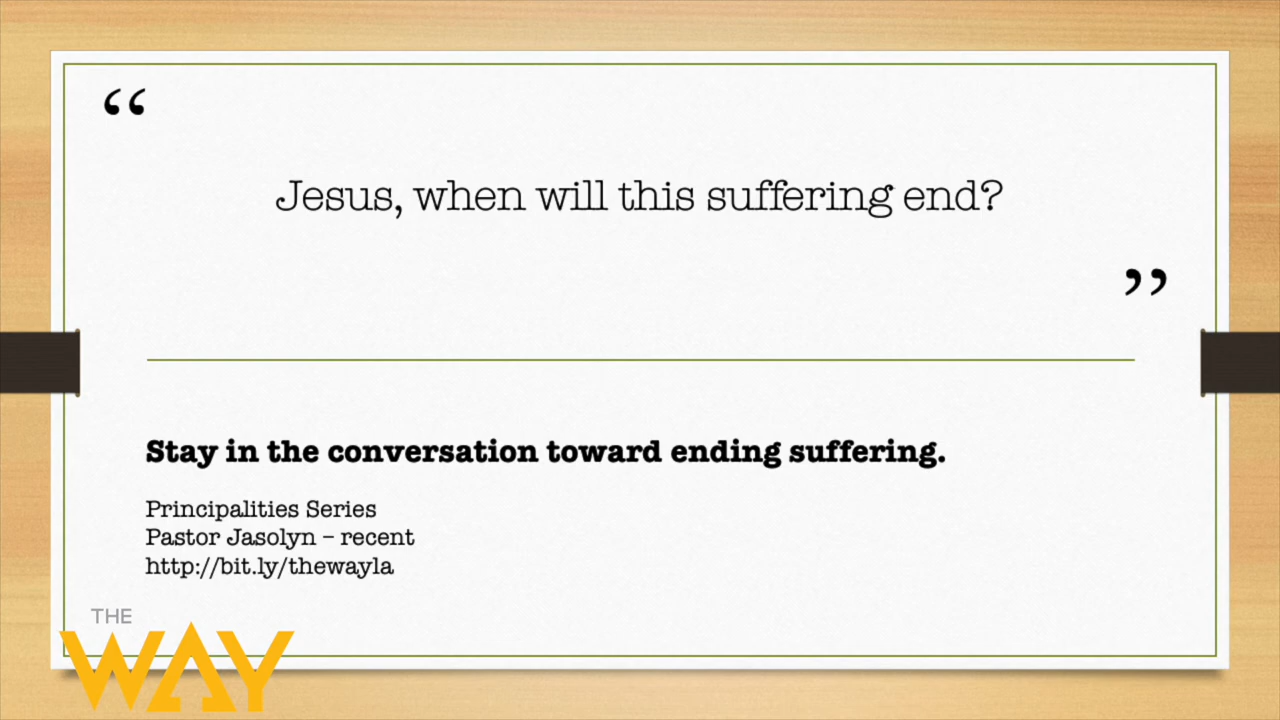 “
Jesus, when will this suffering end?
”
Stay in the conversation toward ending suffering.
Principalities Series
Pastor Jasolyn – recent
http://bit.ly/thewayla
THE
WAY